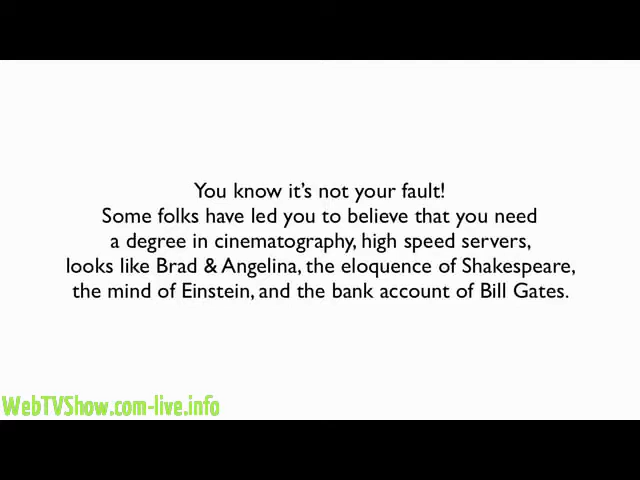 You know it's not your fault!
Some folks have led you to believe that you need
a degree in cinematography, high speed servers,
looks like Brad & Angelina, the eloquence of Shakespeare,
the mind of Einstein, and the bank account of Bill Gates.
WebTVShow.com-live.info